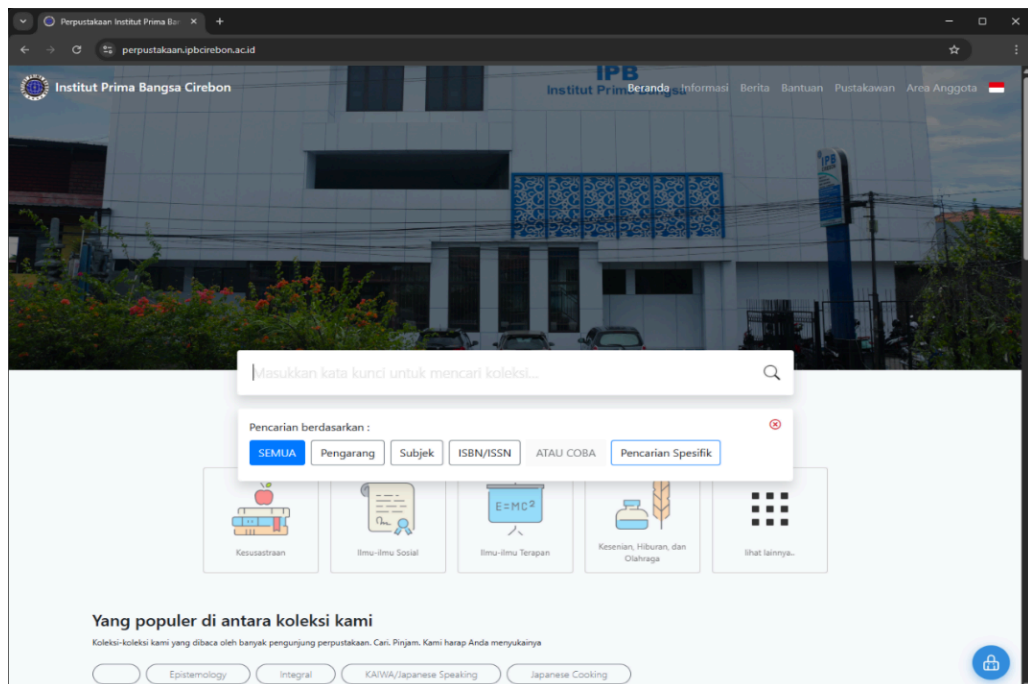 Perpustakaan Institut Prima Ba
perpustakaan.ipbcirebon.ac.id
Institut Prima Bangsa Cirebon
IPB
Institut Prima Bangsa
Beranda Informasi Berita Bantuan Pustakawan Area Anggota
IPB
Masukkan kata kunci untuk mencari koleksi...
Pencarian berdasarkan :
SEMUA Pengarang Subjek ISBN/ISSN ATAU COBA Pencarian Spesifik
E=MC²
Kesusastraan Ilmu-ilmu Sosial Ilmu-ilmu Terapan Kesenian, Hiburan, dan
Olahraga
lihat lainnya..
Yang populer di antara koleksi kami
Koleksi-koleksi kami yang dibaca oleh banyak pengunjung perpustakaan. Cari. Pinjam. Kami harap Anda menyukainya
Epistemology Integral KAIWA/Japanese Speaking Japanese Cooking